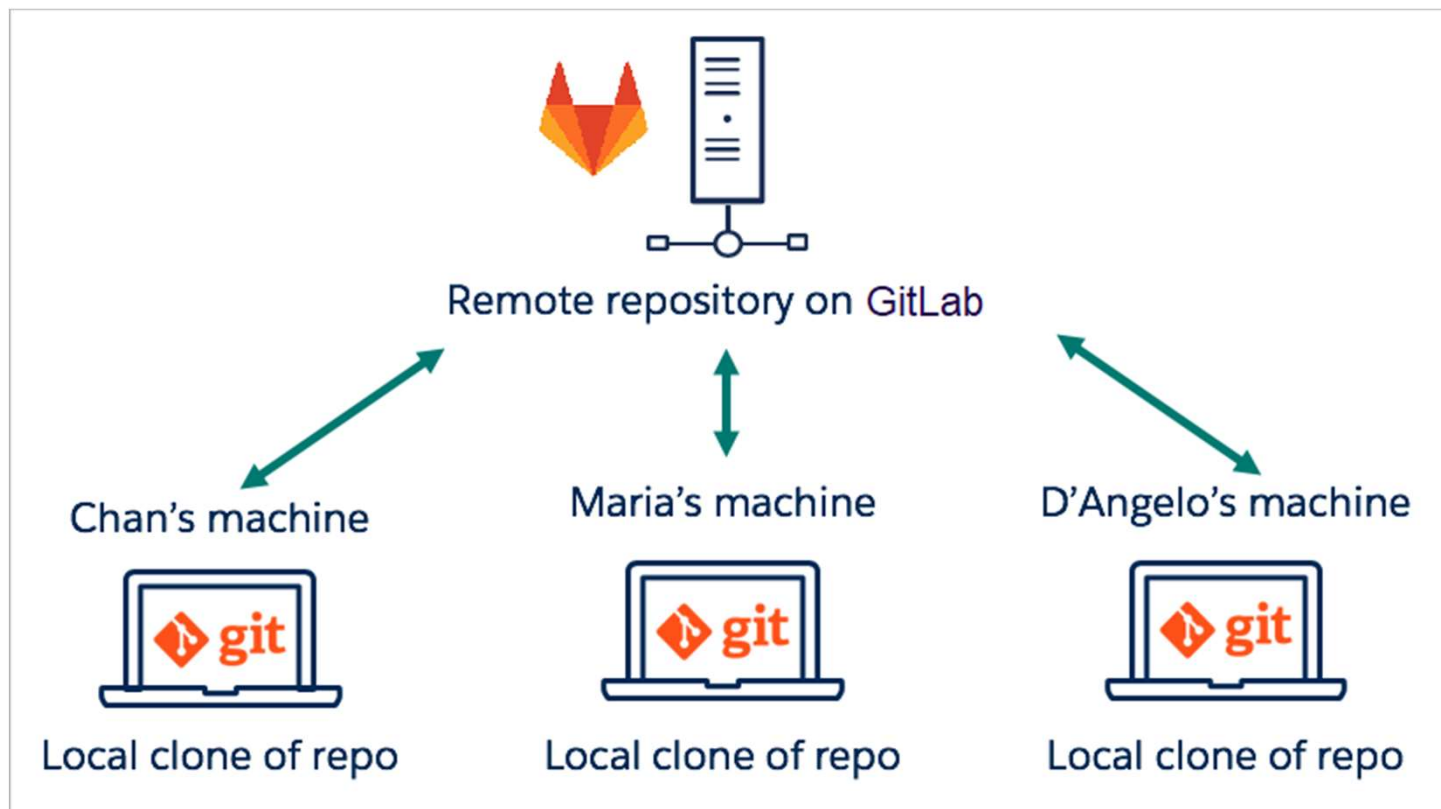 Remote repository on GitLab
Chan's machine
Maria's machine
D'Angelo's machine
git
git
git
Local clone of repo
Local clone of repo
Local clone of repo